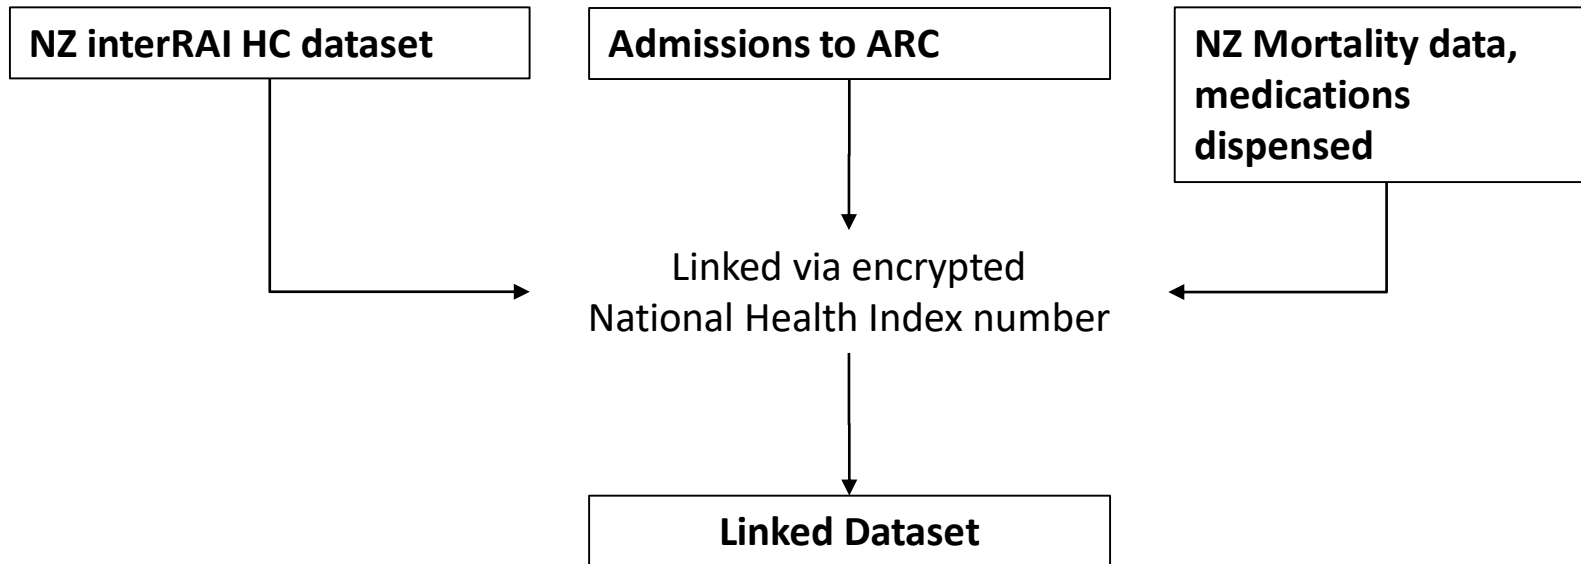 NZ interRAI HC dataset
Admissions to ARC
NZ Mortality data,
medications
dispensed
Linked via encrypted
National Health Index number
Linked Dataset